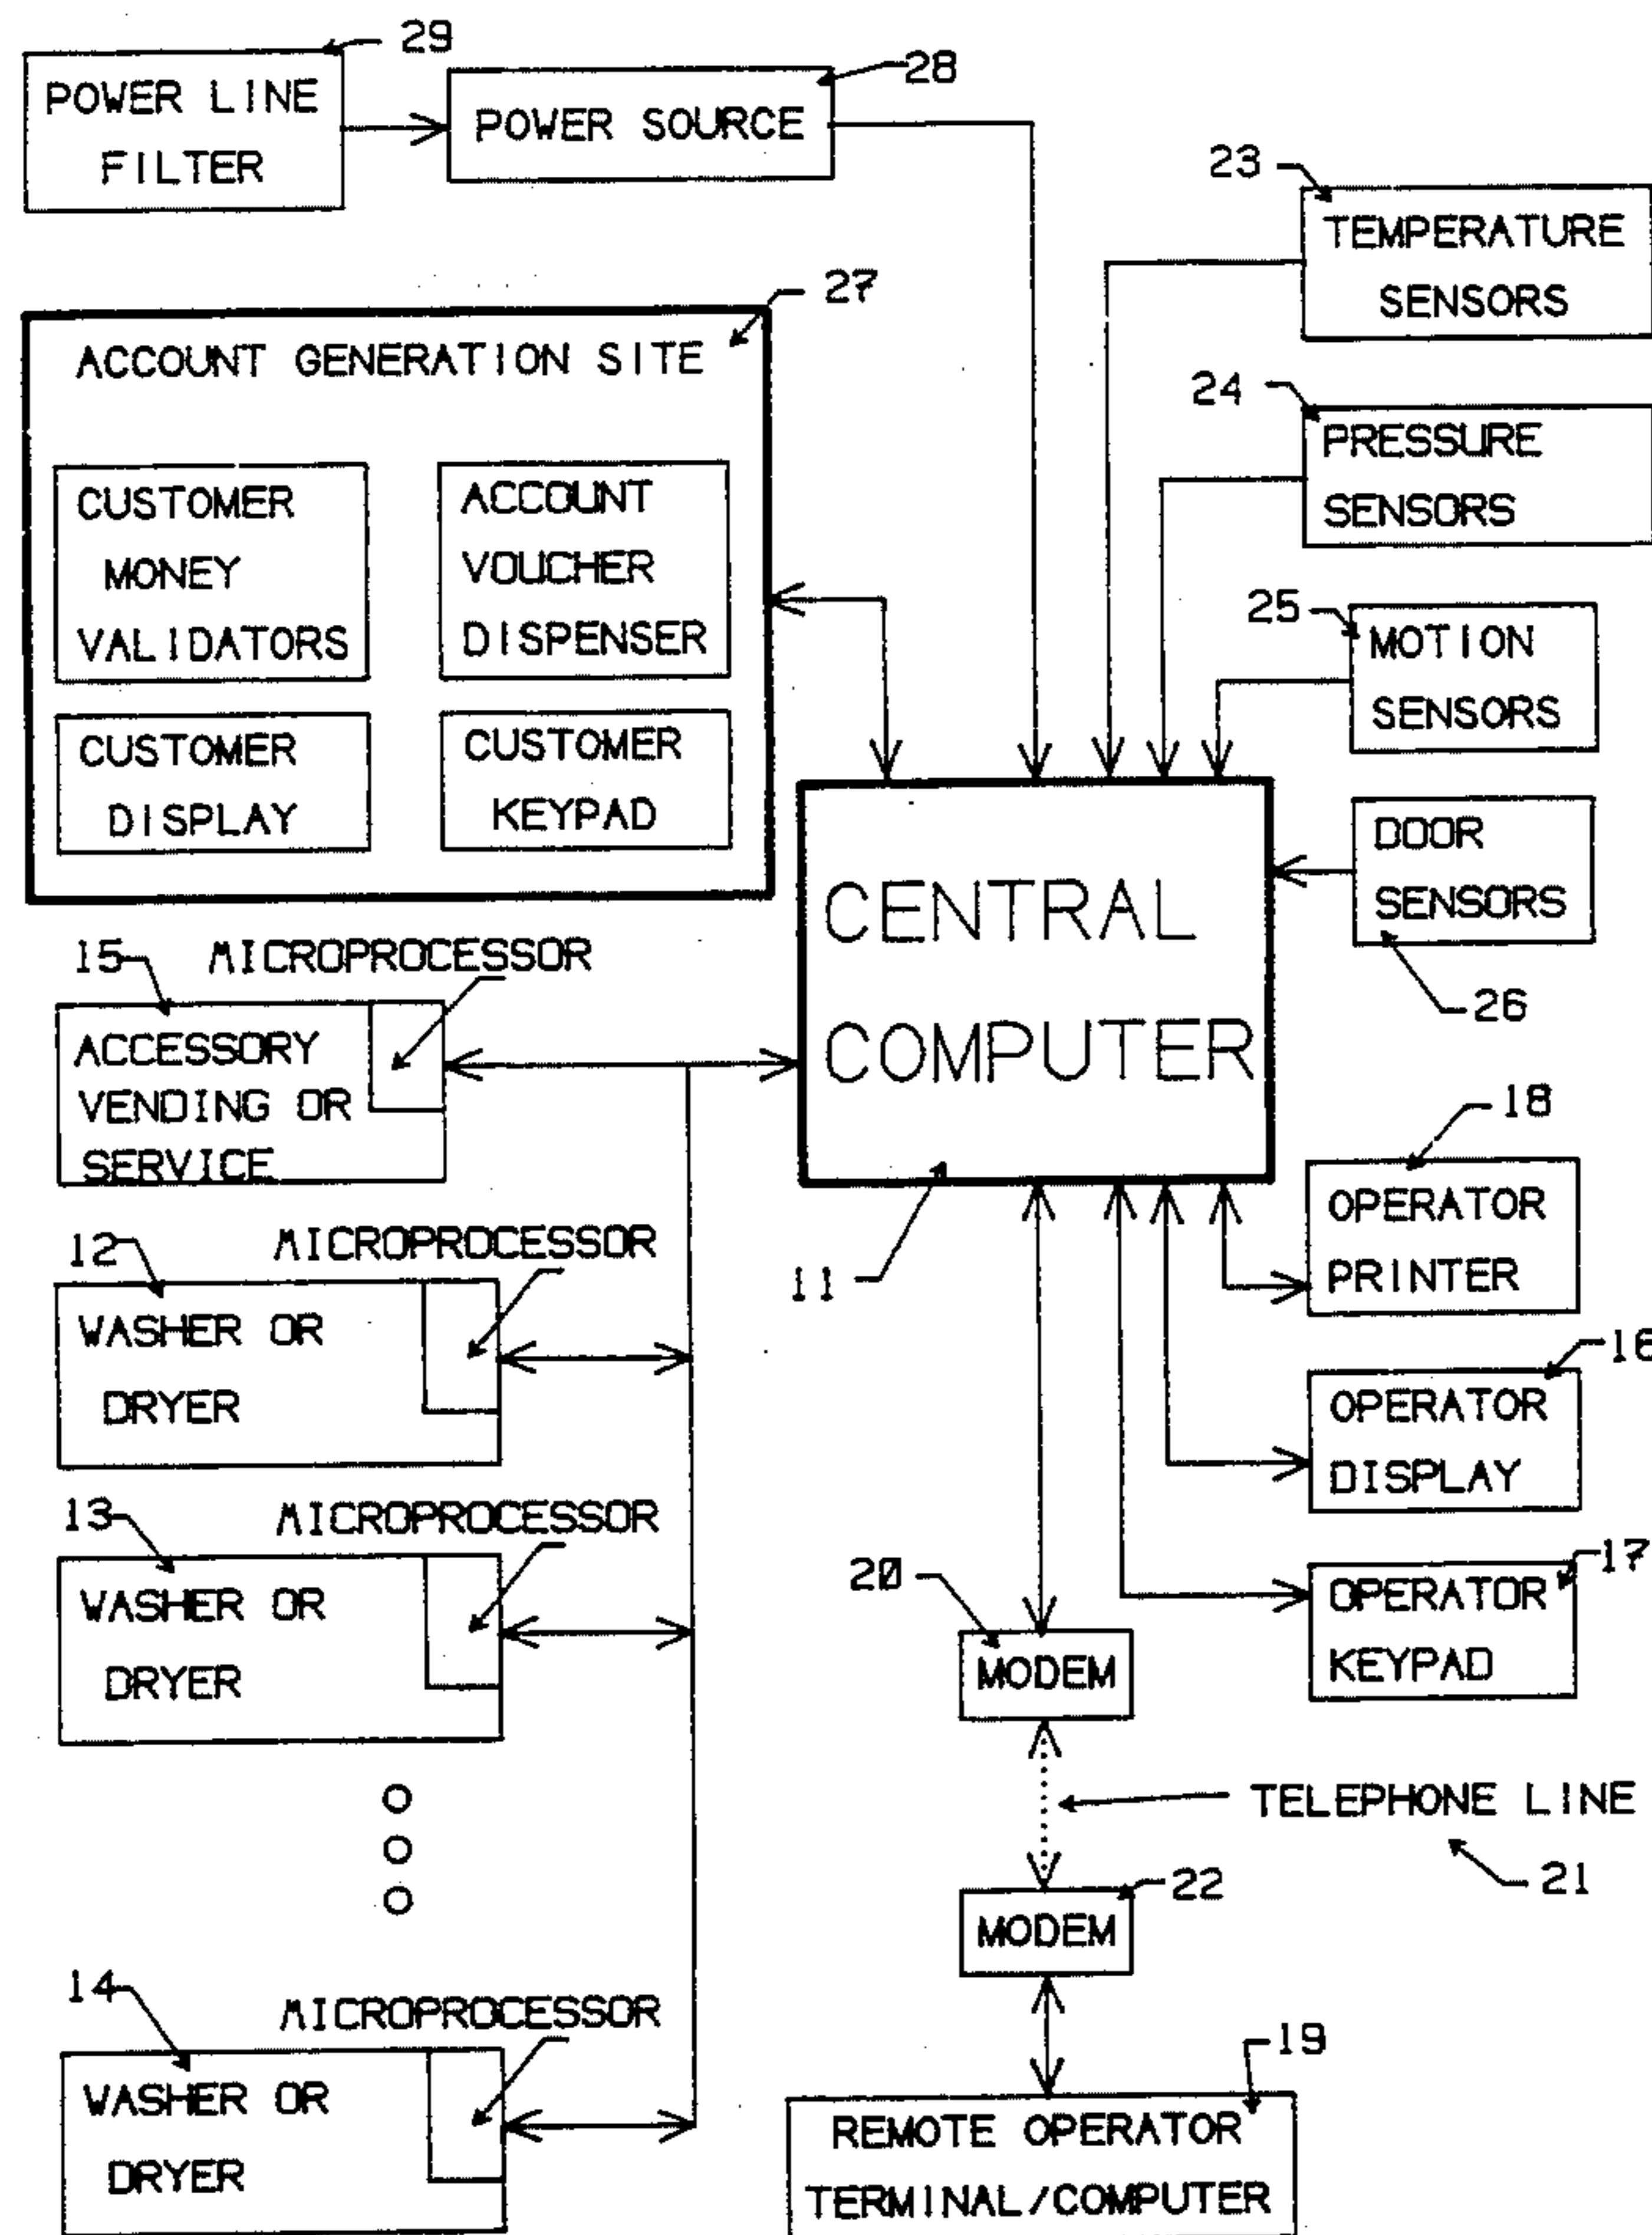 29
POWER LINE
FILTER
28
POWER SOURCE
23
TEMPERATURE
SENSORS
27
ACCOUNT GENERATION SITE
CUSTOMER
MONEY
VALIDATORS
ACCOUNT
VOUCHER
DISPENSER
CUSTOMER
DISPLAY
CUSTOMER
KEYPAD
24
PRESSURE
SENSORS
25
MOTION
SENSORS
DOOR
SENSORS
26
CENTRAL
COMPUTER
11
15
MICROPROCESSOR
ACCESSORY
VENDING OR
SERVICE
12
MICROPROCESSOR
WASHER OR
DRYER
13
MICROPROCESSOR
WASHER OR
DRYER
14
MICROPROCESSOR
WASHER OR
DRYER
18
OPERATOR
PRINTER
16
OPERATOR
DISPLAY
17
OPERATOR
KEYPAD
20
MODEM
TELEPHONE LINE
21
22
MODEM
19
REMOTE OPERATOR
TERMINAL/COMPUTER